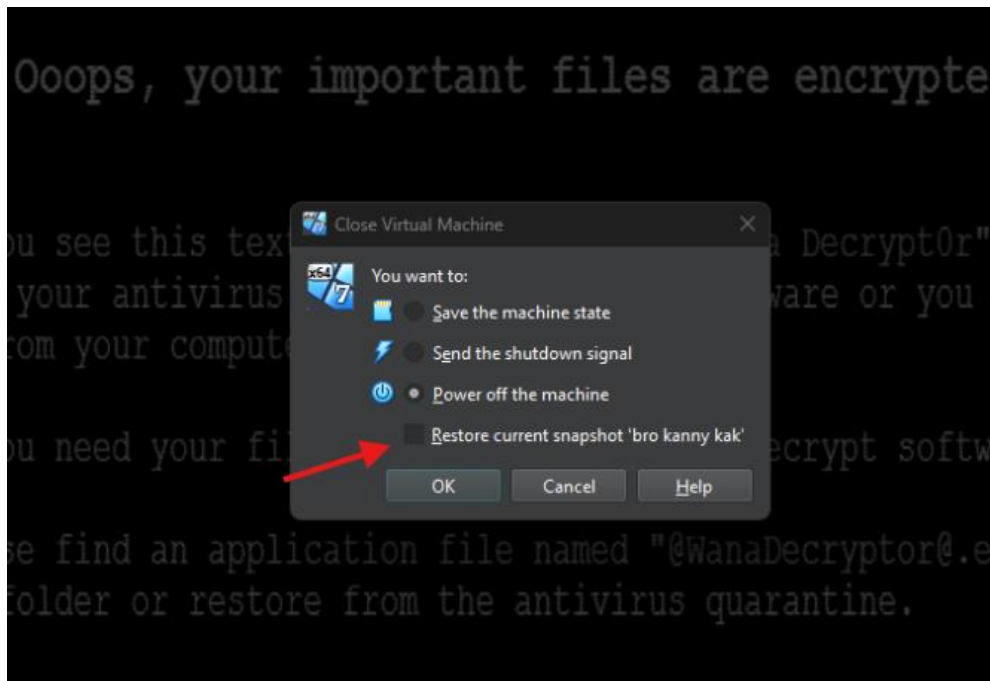 Ooops, your important files are encrypte
Close Virtual Machine
ou see this tex
a Decrypt0r"
x64
7
You want to:
your antivirus
ware or you
Save the machine state
rom your compute
Send the shutdown signal
Power off the machine
Restore current snapshot 'bro kanny kak'
ou need your fi
ecrypt softw
OK
Cancel
Help
se find an application file named "@WanaDecryptor@.e
folder or restore from the antivirus quarantine.